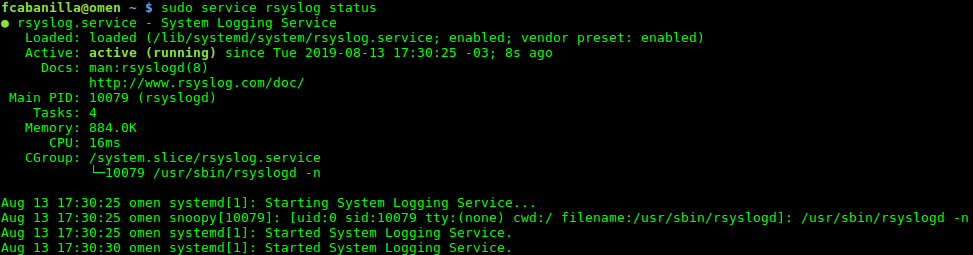 fcabanilla@omen ~ $ sudo service rsyslog status
● rsyslog.service - System Logging Service
   Loaded: loaded (/lib/systemd/system/rsyslog.service; enabled; vendor preset: enabled)
   Active: active (running) since Tue 2019-08-13 17:30:25 -03; 8s ago
     Docs: man:rsyslogd(8)
           http://www.rsyslog.com/doc/
 Main PID: 10079 (rsyslogd)
    Tasks: 4
   Memory: 884.0K
      CPU: 16ms
   CGroup: /system.slice/rsyslog.service
           └─10079 /usr/sbin/rsyslogd -n

Aug 13 17:30:25 omen systemd[1]: Starting System Logging Service...
Aug 13 17:30:25 omen snoopy[10079]: [uid:0 sid:10079 tty:(none) cwd:/ filename:/usr/sbin/rsyslogd]: /usr/sbin/rsyslogd -n
Aug 13 17:30:25 omen systemd[1]: Started System Logging Service.
Aug 13 17:30:30 omen systemd[1]: Started System Logging Service.